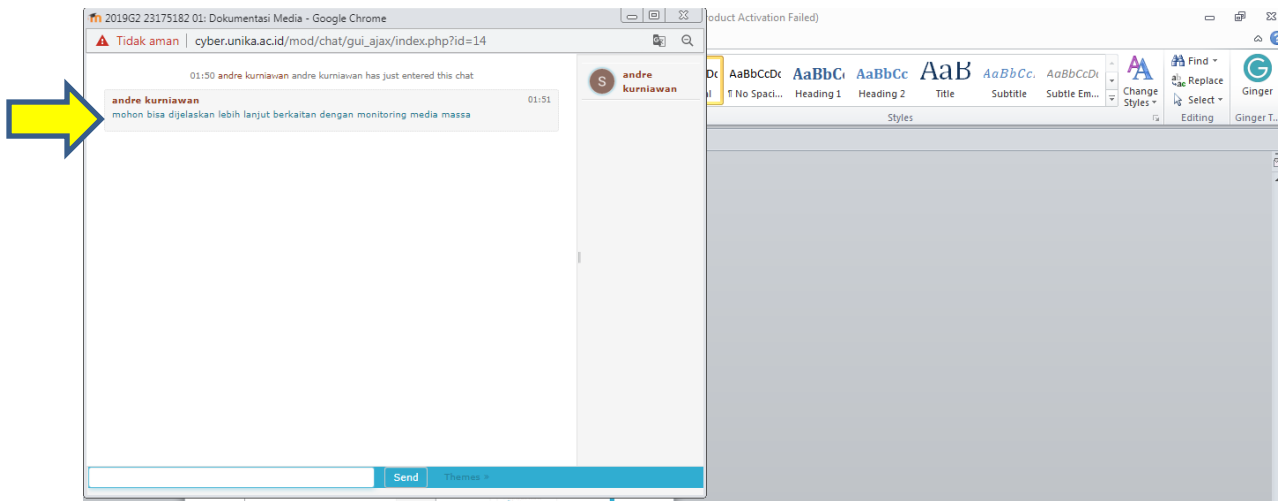 2019G2 23175182 01: Dokumentasi Media - Google Chrome
Tidak aman | cyber.unika.ac.id/mod/chat/gui_ajax/index.php?id=14
01:50 andre kurniawan andre kurniawan has just entered this chat
andre kurniawan 01:51
mohon bisa dijelaskan lebih lanjut berkaitan dengan monitoring media massa
S
andre
kurniawan
Send Themes >
oduct Activation Failed)
AaBbCcDc AaBbC AaBbCc AaB AaBbCc. AaBbCcDc
¶ No Spaci... Heading 1 Heading 2 Title Subtitle Subtle Em...
Change
Styles
Styles
Find
Replace
Select
Editing
Ginger
Ginger T..